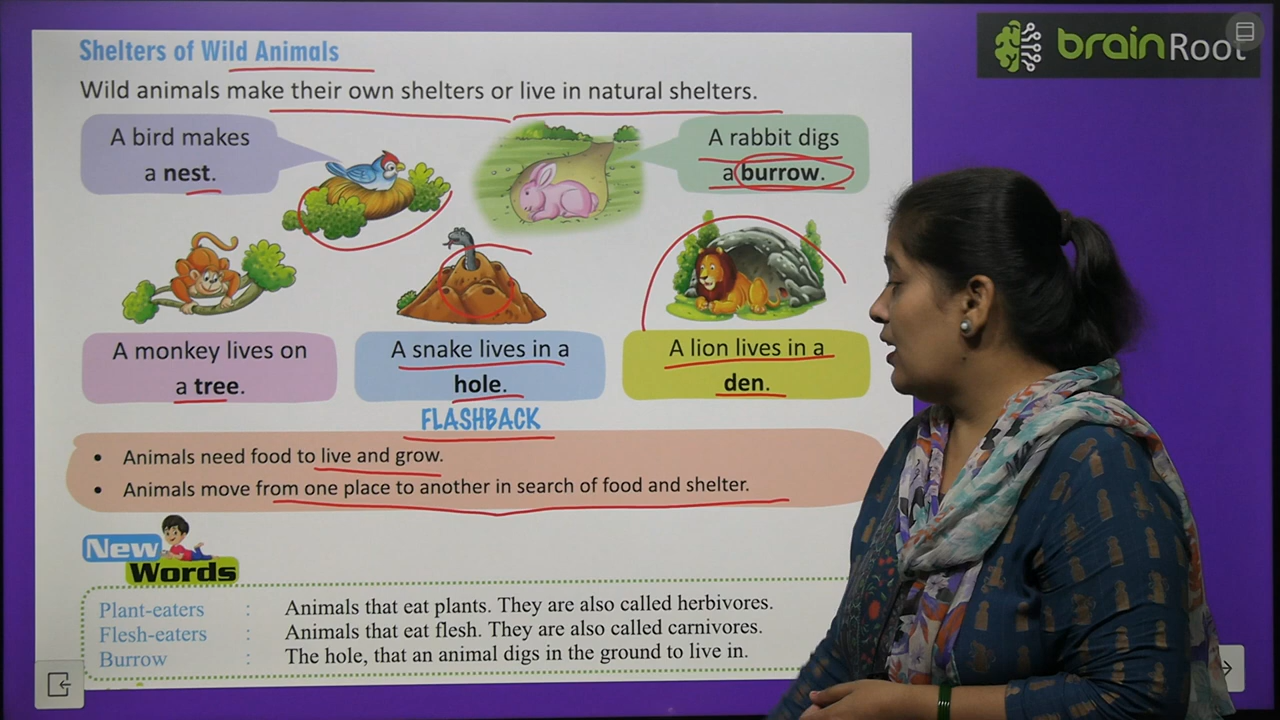 brainRoot
Shelters of Wild Animals
Wild animals make their own shelters or live in natural shelters.
A bird makes
a nest.
A rabbit digs
a burrow.
A monkey lives on
a tree.
A snake lives in a
hole.
A lion lives in a
den.
FLASHBACK
• Animals need food to live and grow.
• Animals move from one place to another in search of food and shelter.
New
Words
Plant-eaters : Animals that eat plants. They are also called herbivores.
Flesh-eaters : Animals that eat flesh. They are also called carnivores.
Burrow : The hole, that an animal digs in the ground to live in.